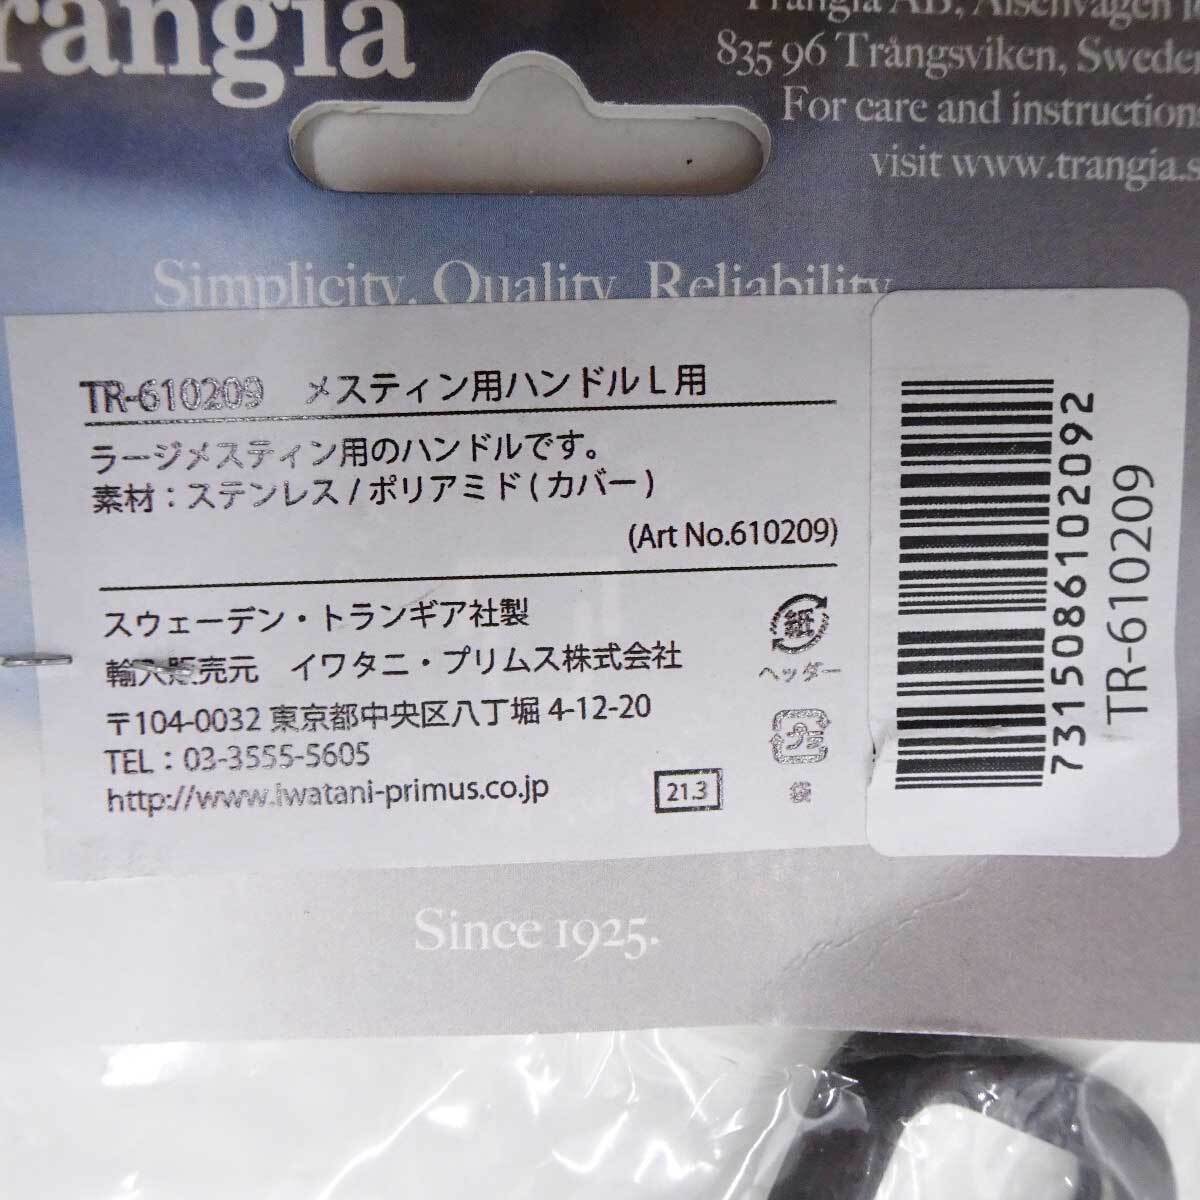 rangia
Trangia AB,
835 96 Trångsviken, Sweden
For care and instructions
visit www.trangia.s
Simplicity. Quality. Reliability.
TR-610209 メスティン用ハンドル L 用
ラージメスティン用のハンドルです。
素材：ステンレス / ポリアミド ( カバー )
(Art No.610209)
スウェーデン・トランギア社製
輸入販売元 イワタニ・プリムス株式会社
〒104-0032 東京都中央区八丁堀 4-12-20
TEL：03-3555-5605
http://www.iwatani-primus.co.jp
21.3
紙
ヘッダー
プラ
袋
7315086102092
TR-610209
Since 1925.